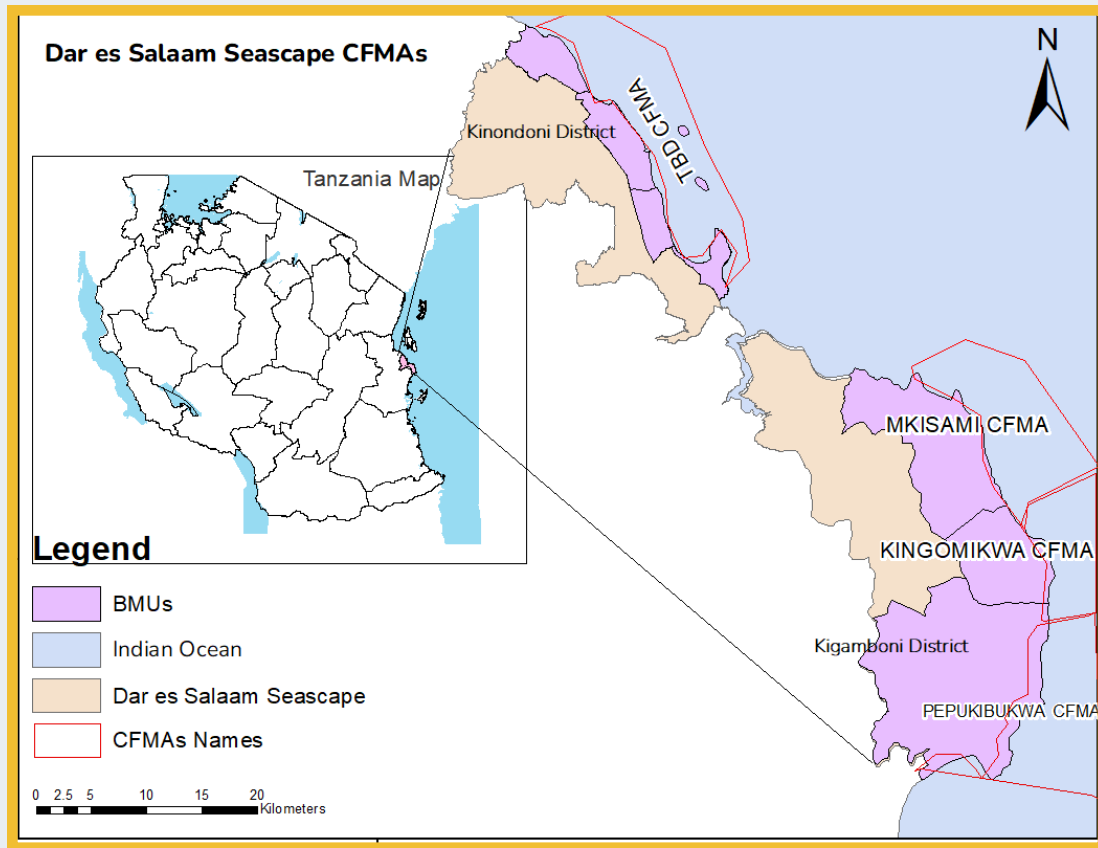 Dar es Salaam Seascape CFMAs
N
TBD CFMA
Kinondoni District
Tanzania Map
MKISAMI CFMA
KINGOMIKWA CFMA
Kigamboni District
PEPUKIBUKWA CFMA
Legend
BMUs
Indian Ocean
Dar es Salaam Seascape
CFMAs Names
0 2.5 5 10 15 20
Kilometers